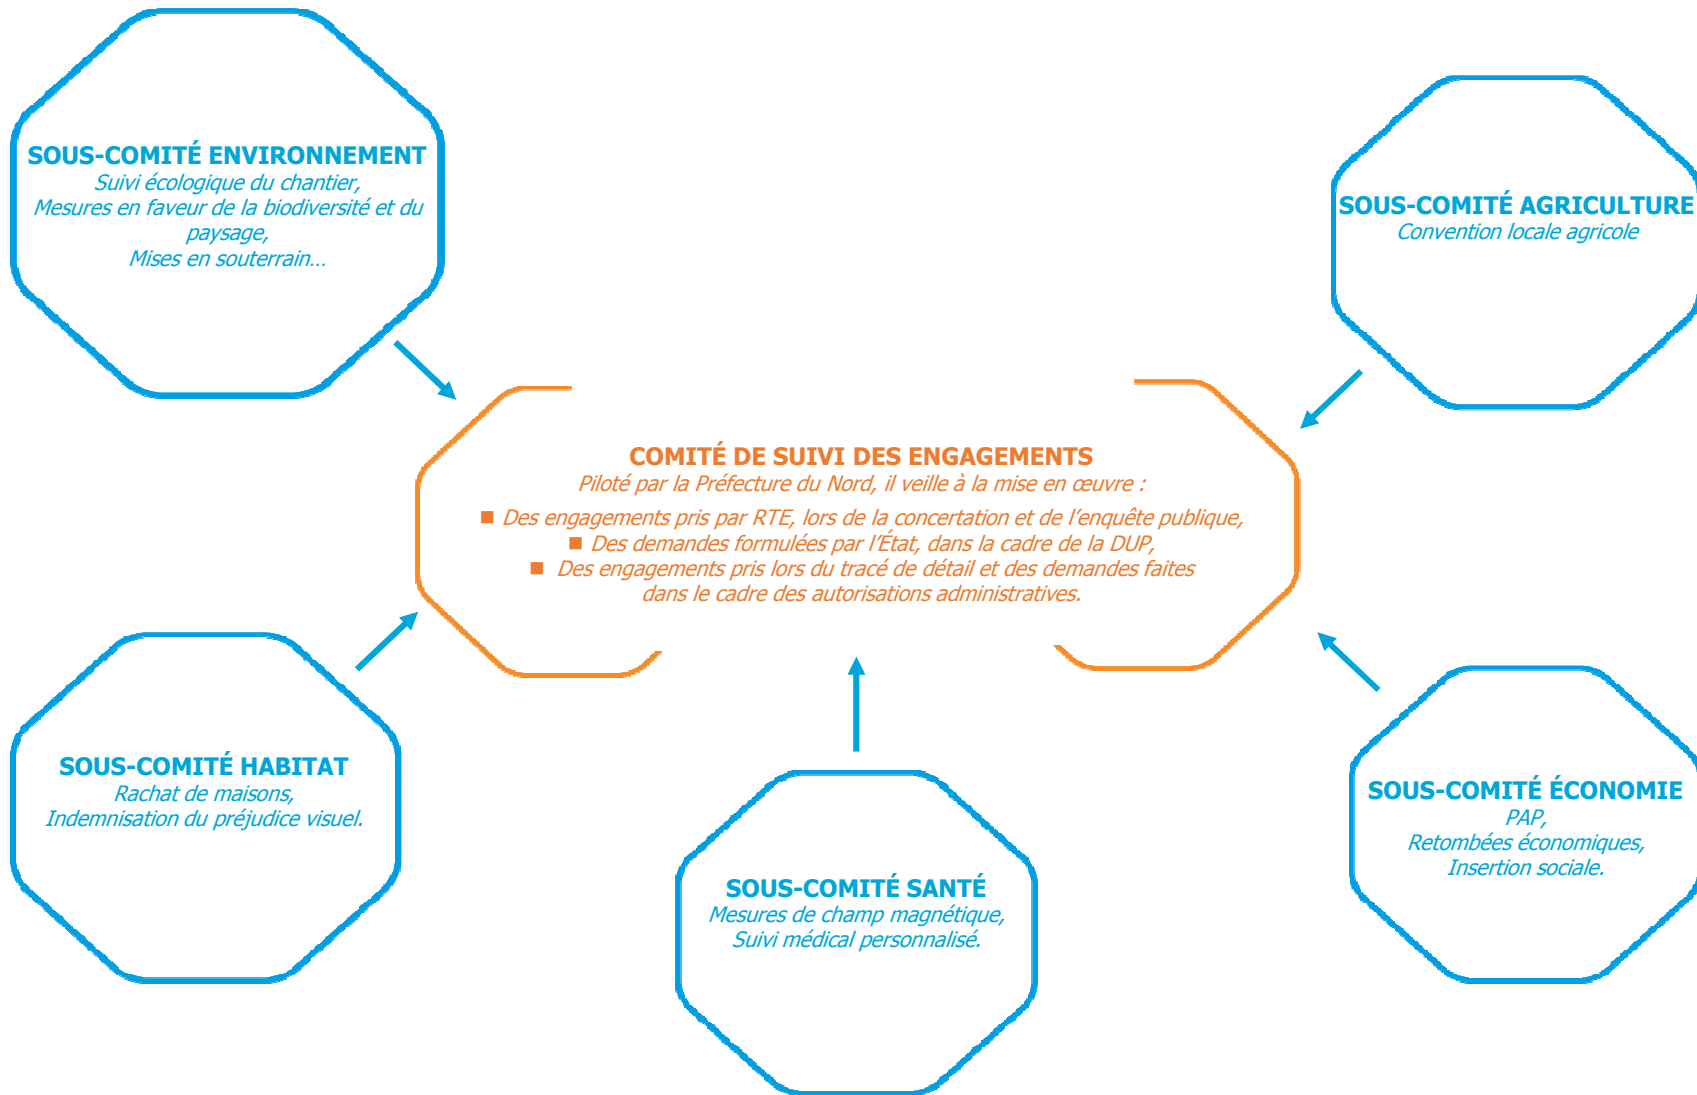 SOUS-COMITÉ ENVIRONNEMENT
Suivi écologique du chantier,
Mesures en faveur de la biodiversité et du
paysage,
Mises en souterrain...
SOUS-COMITÉ AGRICULTURE
Convention locale agricole
COMITÉ DE SUIVI DES ENGAGEMENTS
Piloté par la Préfecture du Nord, il veille à la mise en œuvre :
■ Des engagements pris par RTE, lors de la concertation et de l'enquête publique,
■ Des demandes formulées par l'État, dans la cadre de la DUP,
■ Des engagements pris lors du tracé de détail et des demandes faites
dans le cadre des autorisations administratives.
SOUS-COMITÉ HABITAT
Rachat de maisons,
Indemnisation du préjudice visuel.
SOUS-COMITÉ SANTÉ
Mesures de champ magnétique,
Suivi médical personnalisé.
SOUS-COMITÉ ÉCONOMIE
PAP,
Retombées économiques,
Insertion sociale.